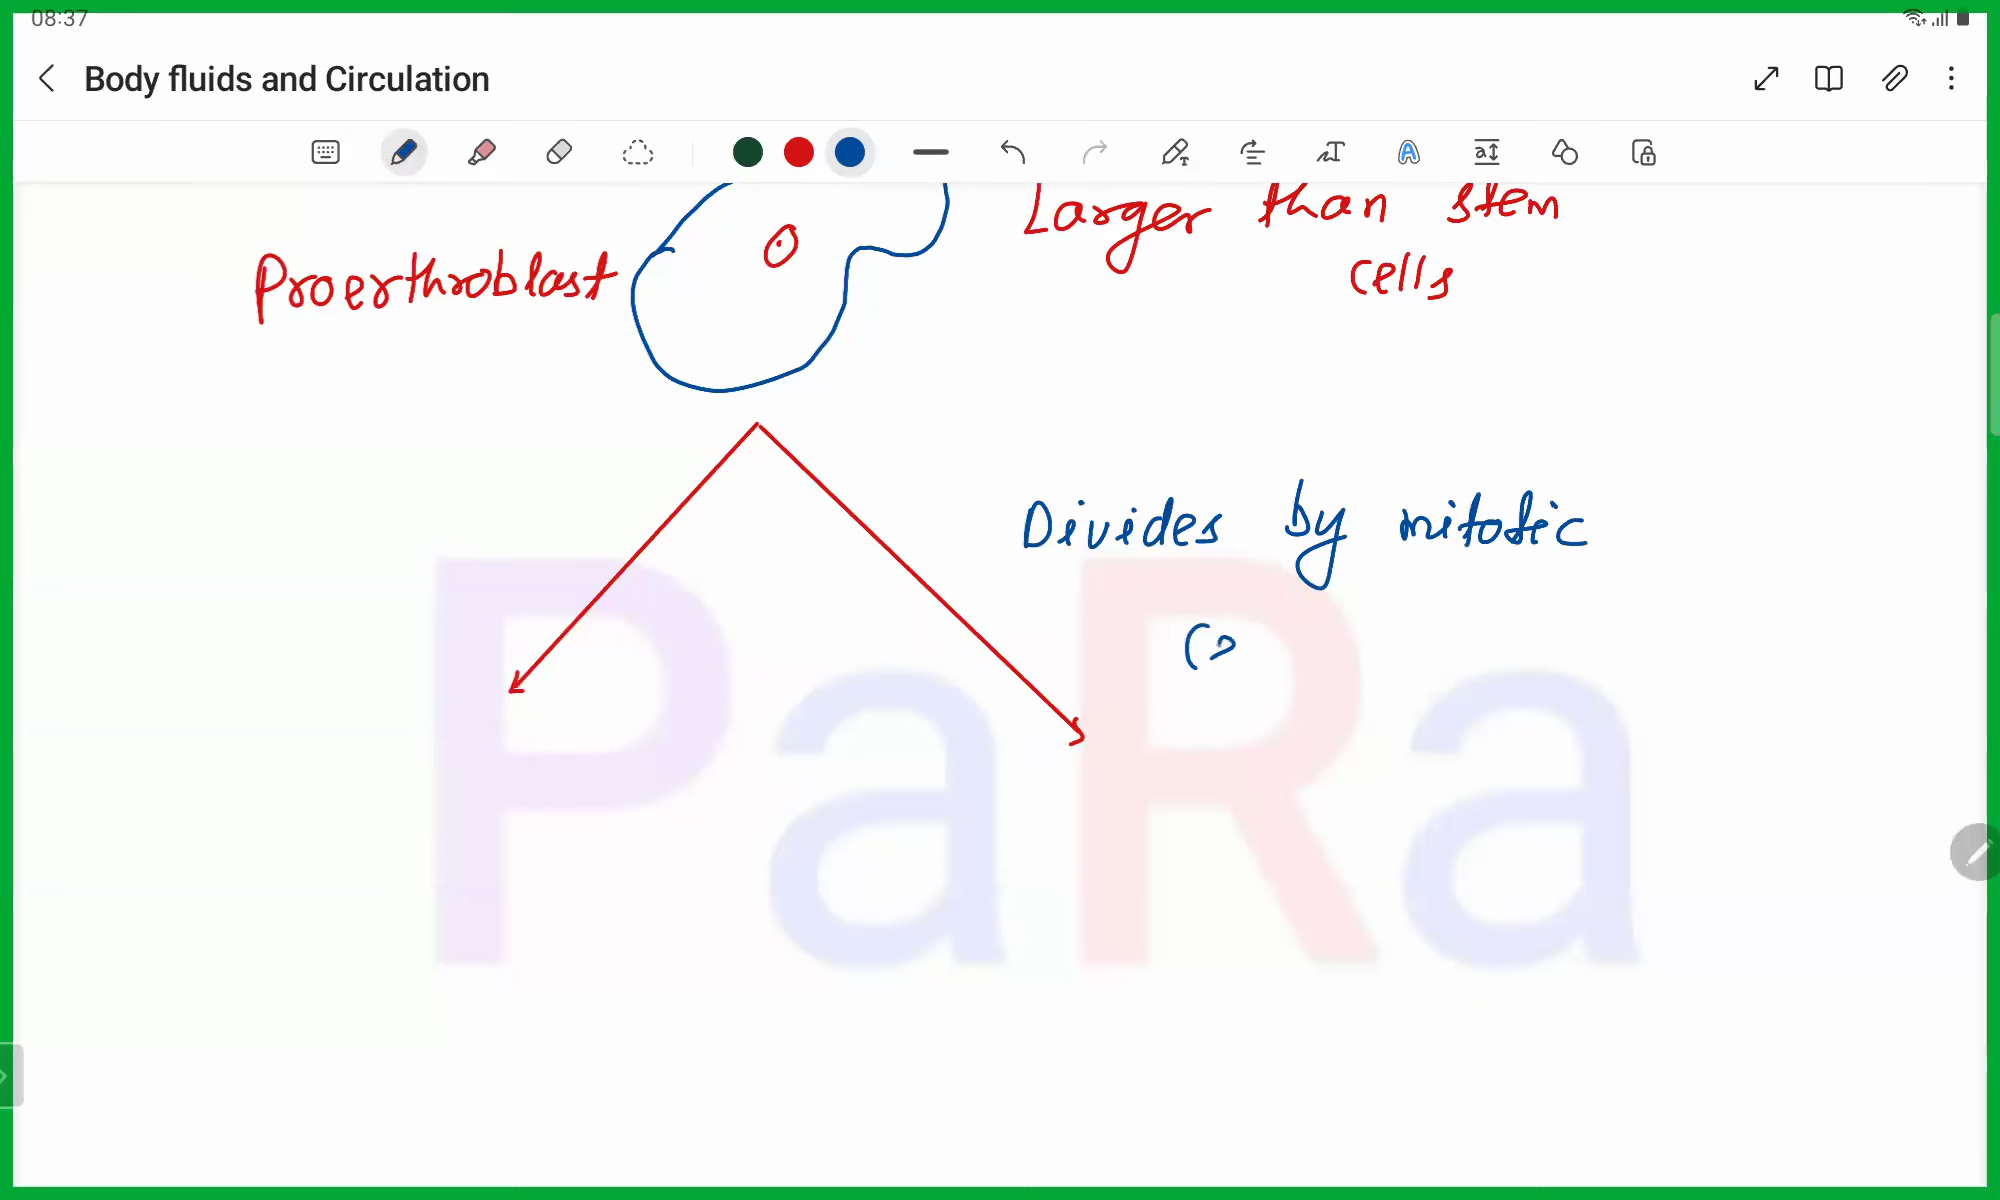 08:37
Body fluids and Circulation
Larger than stem
cells
Proerthroblast
Divides by mitotic
PaRa